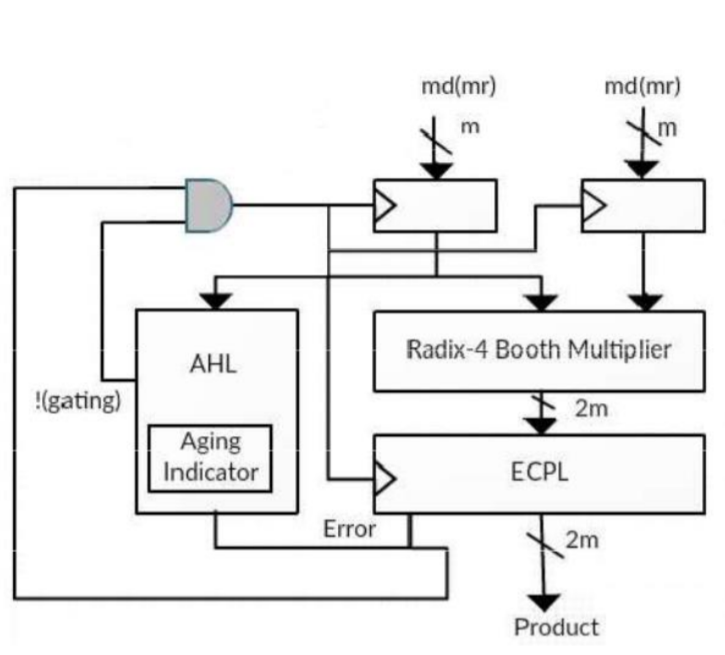 md(mr)
md(mr)
m
m
AHL
Radix-4 Booth Multiplier
!(gating)
2m
Aging
Indicator
ECPL
Error
2m
Product